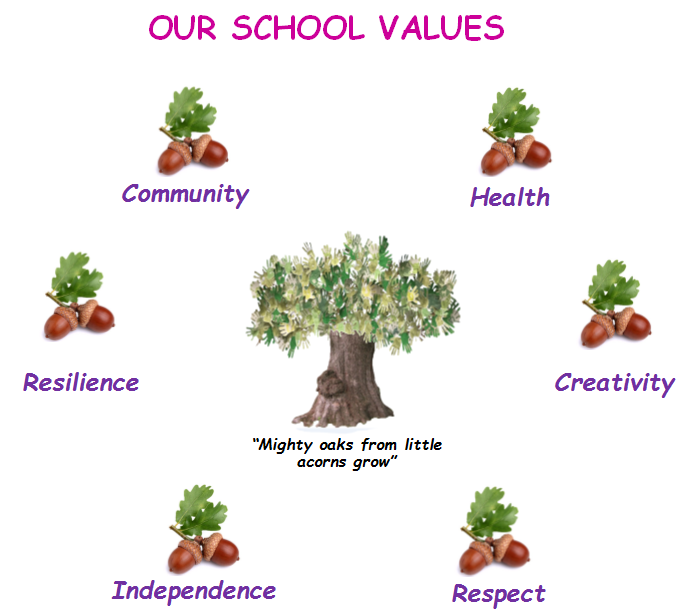 OUR SCHOOL VALUES
Community
Health
Resilience
Creativity
“Mighty oaks from little
acorns grow”
Independence
Respect